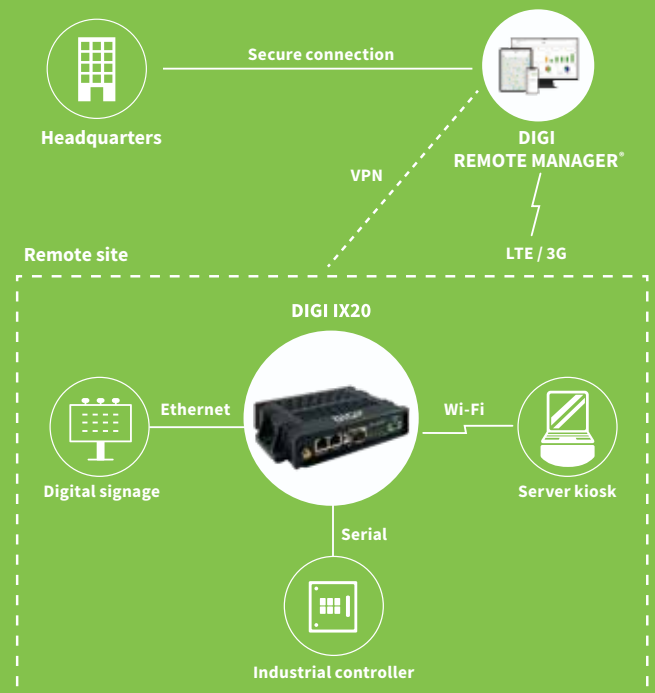 Secure connection
Headquarters
DIGI
REMOTE MANAGER®
VPN
LTE / 3G
Remote site
DIGI IX20
DIGI
Ethernet
Wi-Fi
Digital signage
Server kiosk
Serial
Industrial controller